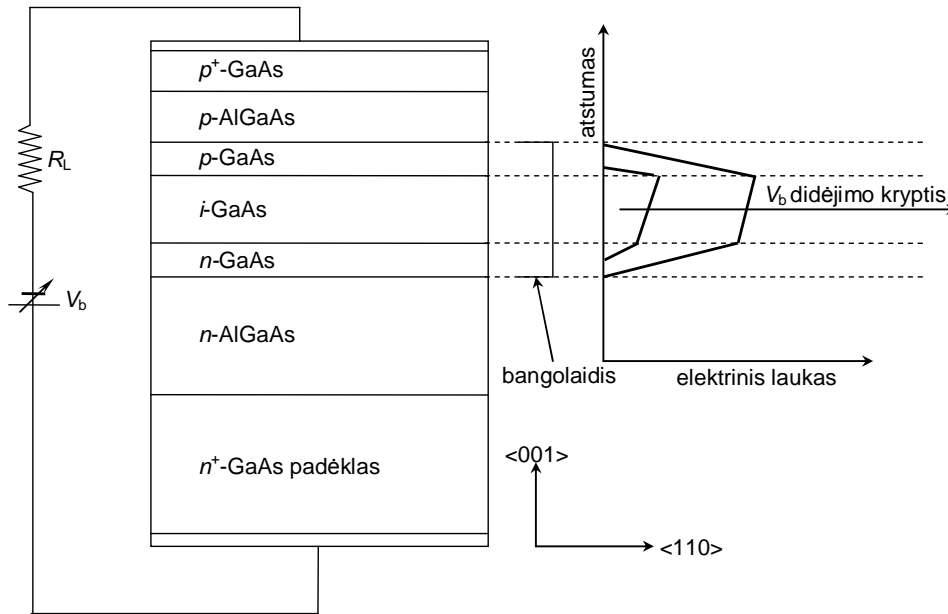 p⁺-GaAs
p-AlGaAs
p-GaAs
i-GaAs
n-GaAs
n-AlGaAs
n⁺-GaAs padėklas
R_L
V_b
bangolaidis
atstumas
V_b didėjimo kryptis
elektrinis laukas
<001>
<110>